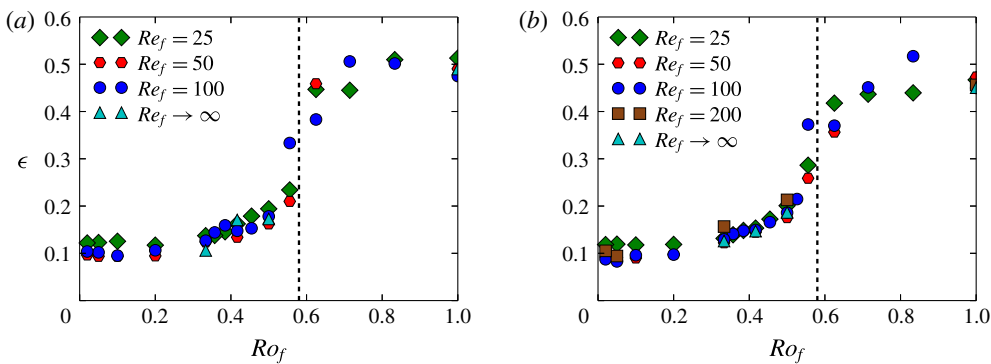 (a)
0.6
0.5
0.4
0.3
0.2
0.1
0
ϵ
Re_f = 25
Re_f = 50
Re_f = 100
Re_f → ∞
0.2 0.4 0.6 0.8 1.0
Ro_f
(b)
0.6
0.5
0.4
0.3
0.2
0.1
0
Re_f = 25
Re_f = 50
Re_f = 100
Re_f = 200
Re_f → ∞
0.2 0.4 0.6 0.8 1.0
Ro_f